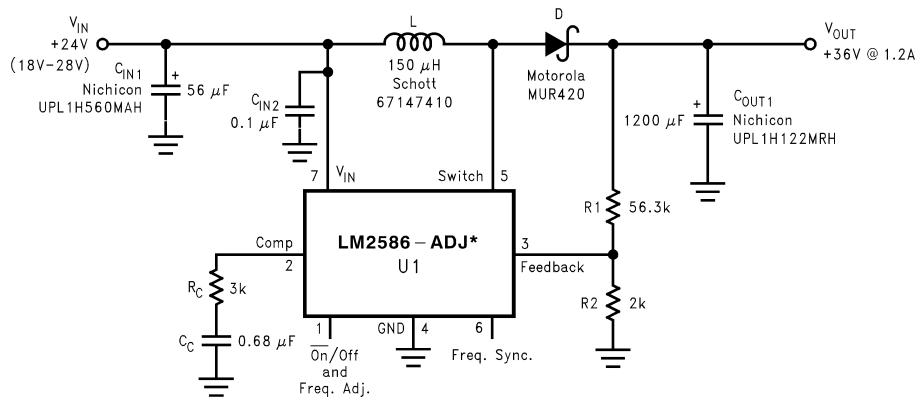 V_IN
+24V
(18V-28V)
C_IN1
Nichicon
UPL1H560MAH
+
56 μF
C_IN2
0.1 μF
L
150 μH
Schott
67147410
D
Motorola
MUR420
V_OUT
+36V @ 1.2A
1200 μF
+
C_OUT1
Nichicon
UPL1H122MRH
7
V_IN
Switch
5
R1
56.3k
LM2586-ADJ*
U1
Comp
2
3
Feedback
R_C
3k
R2
2k
C_C
0.68 μF
1
GND
4
6
On/Off
and
Freq. Adj.
Freq. Sync.